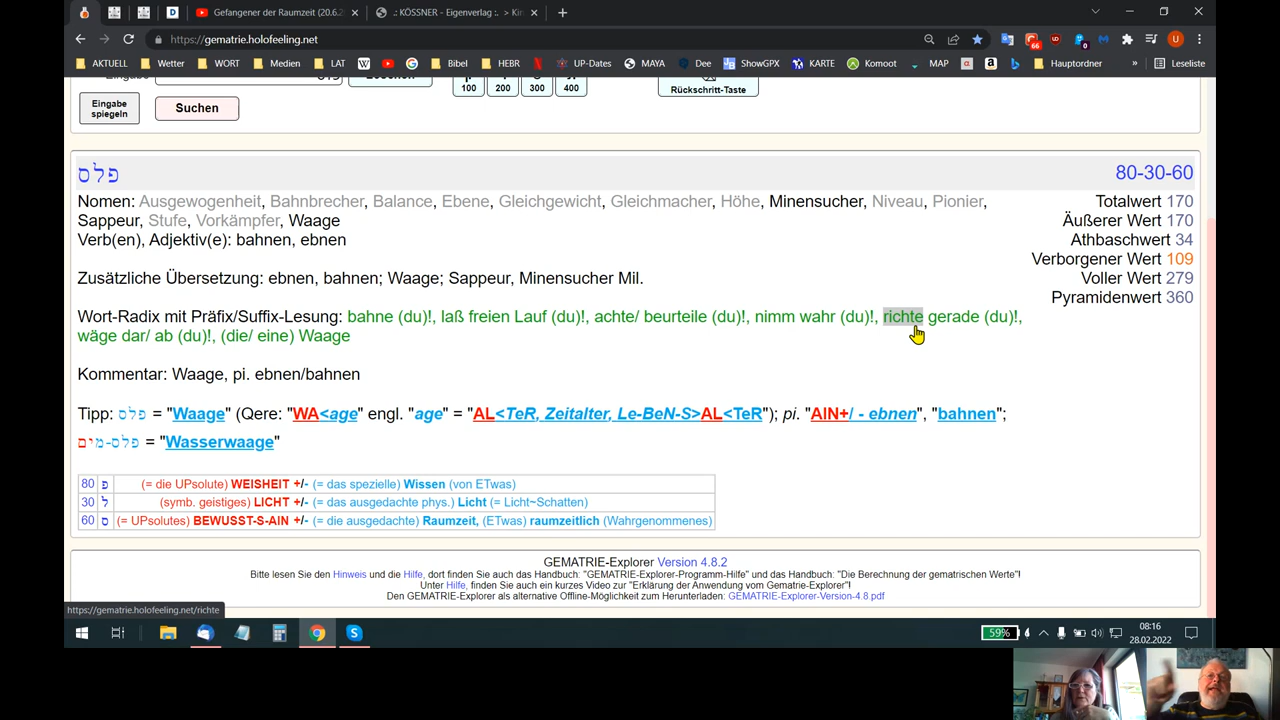 Gefangener der Raumzeit (20.6.2
.: KÖSSNER - Eigenverlag :. > Kir
https://gematrie.holofeeling.net
AKTUELL Wetter WORT Medien LAT Bibel HEBR UP-Dates MAYA Dee ShowGPX KARTE Komoot MAP Hauptordner » Leseliste
100 200 300 400
Rückschritt-Taste
Eingabe spiegeln
Suchen
פלס 80-30-60
Nomen: Ausgewogenheit, Bahnbrecher, Balance, Ebene, Gleichgewicht, Gleichmacher, Höhe, Minensucher, Niveau, Pionier,
Sappeur, Stufe, Vorkämpfer, Waage
Verb(en), Adjektiv(e): bahnen, ebnen
Totalwert 170
Äußerer Wert 170
Athbaschwert 34
Verborgener Wert 109
Voller Wert 279
Pyramidenwert 360
Zusätzliche Übersetzung: ebnen, bahnen; Waage; Sappeur, Minensucher Mil.
Wort-Radix mit Präfix/Suffix-Lesung: bahne (du)!, laß freien Lauf (du)!, achte/ beurteile (du)!, nimm wahr (du)!, richte gerade (du)!,
wäge dar/ ab (du)!, (die/ eine) Waage
Kommentar: Waage, pi. ebnen/bahnen
Tipp: פלס = "Waage" (Qere: "WA<age" engl. "age" = "AL<TeR, Zeitalter, Le-BeN-S>AL<TeR"); pi. "AIN+/ - ebnen", "bahnen";
פלס-מים = "Wasserwaage"
80 פ (= die UPsolute) WEISHEIT +/- (= das spezielle) Wissen (von ETwas)
30 ל (symb. geistiges) LICHT +/- (= das ausgedachte phys.) Licht (= Licht~Schatten)
60 ס (= UPsolutes) BEWUSST-S-AIN +/- (= die ausgedachte) Raumzeit, (ETwas) raumzeitlich (Wahrgenommenes)
GEMATRIE-Explorer Version 4.8.2
Bitte lesen Sie den Hinweis und die Hilfe, dort finden Sie auch das Handbuch: "GEMATRIE-Explorer-Programm-Hilfe" und das Handbuch: "Die Berechnung der gematrischen Werte"!
Unter Hilfe, finden Sie auch ein kurzes Video zur "Erklärung der Anwendung vom Gematrie-Explorer"!
Den GEMATRIE-Explorer als alternative Offline-Möglichkeit zum Herunterladen: GEMATRIE-Explorer-Version-4.8.pdf
https://gematrie.holofeeling.net/richte
59%
08:16
28.02.2022